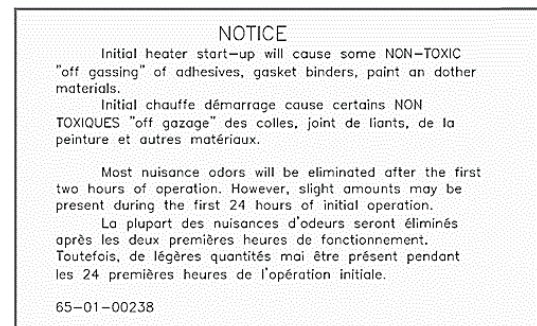 NOTICE
Initial heater start-up will cause some NON-TOXIC
"off gassing" of adhesives, gasket binders, paint an dother
materials.
Initial chauffe démarrage cause certains NON
TOXIQUES "off gazage" des colles, joint de liants, de la
peinture et autres matériaux.
Most nuisance odors will be eliminated after the first
two hours of operation. However, slight amounts may be
present during the first 24 hours of initial operation.
La plupart des nuisances d'odeurs seront éliminés
après les deux premières heures de fonctionnement.
Toutefois, de légères quantités mai être présent pendant
les 24 premières heures de l'opération initiale.
65-01-00238